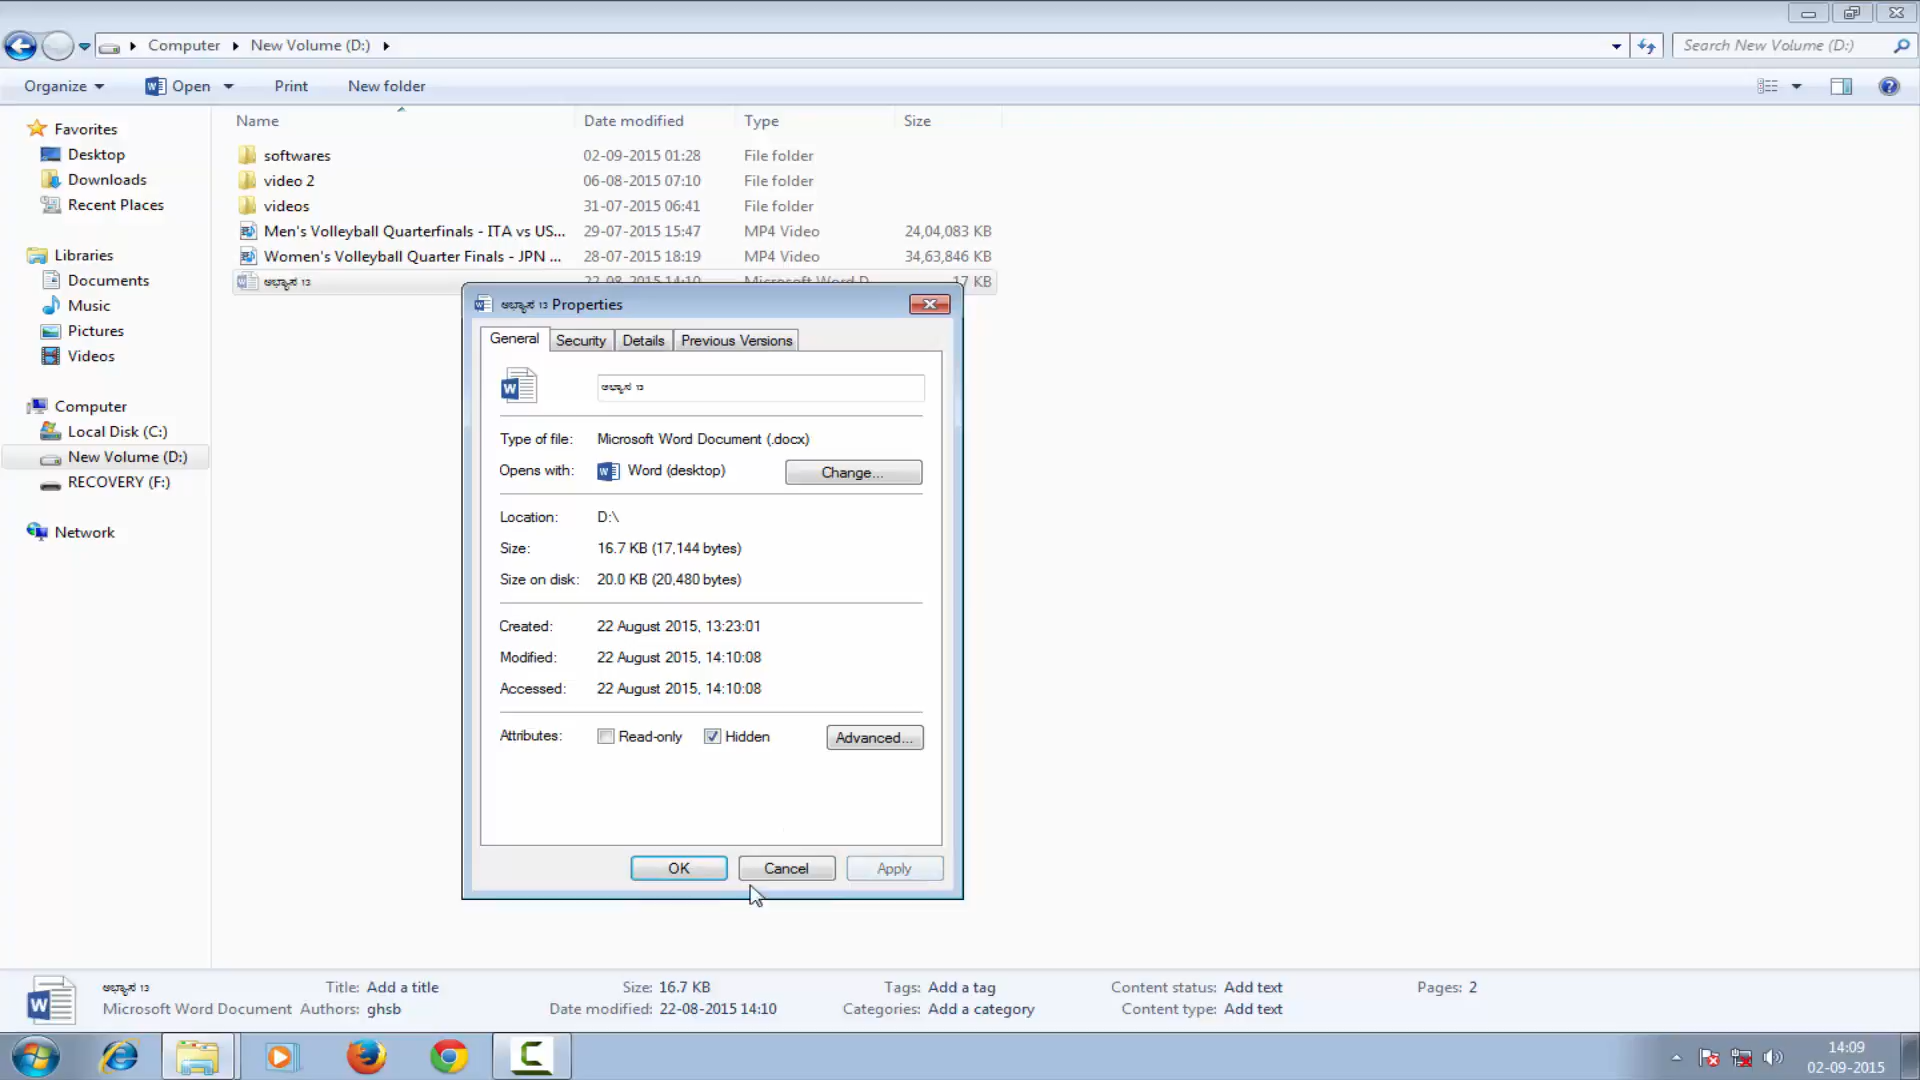 Computer
New Volume (D:)
Search New Volume (D:)
Organize
Open
Print
New folder
Name
Date modified
Type
Size
Favorites
Desktop
Downloads
Recent Places
Libraries
Documents
Music
Pictures
Videos
Computer
Local Disk (C:)
New Volume (D:)
RECOVERY (F:)
Network
softwares 02-09-2015 01:28 File folder
video 2 06-08-2015 07:10 File folder
videos 31-07-2015 06:41 File folder
Men's Volleyball Quarterfinals - ITA vs US... 29-07-2015 15:47 MP4 Video 24,04,083 KB
Women's Volleyball Quarter Finals - JPN ... 28-07-2015 18:19 MP4 Video 34,63,846 KB
ಅಭ್ಯಾಸ ೧೩ 22-08-2015 14:10 Microsoft Word D... 17 KB
ಅಭ್ಯಾಸ ೧೩ Properties
General Security Details Previous Versions
ಅಭ್ಯಾಸ ೧೩
Type of file: Microsoft Word Document (.docx)
Opens with: Word (desktop) Change...
Location: D:\
Size: 16.7 KB (17,144 bytes)
Size on disk: 20.0 KB (20,480 bytes)
Created: 22 August 2015, 13:23:01
Modified: 22 August 2015, 14:10:08
Accessed: 22 August 2015, 14:10:08
Attributes: Read-only Hidden Advanced...
OK Cancel Apply
ಅಭ್ಯಾಸ ೧೩ Title: Add a title Size: 16.7 KB Tags: Add a tag Content status: Add text Pages: 2
Microsoft Word Document Authors: ghsb Date modified: 22-08-2015 14:10 Categories: Add a category Content type: Add text
14:09
02-09-2015